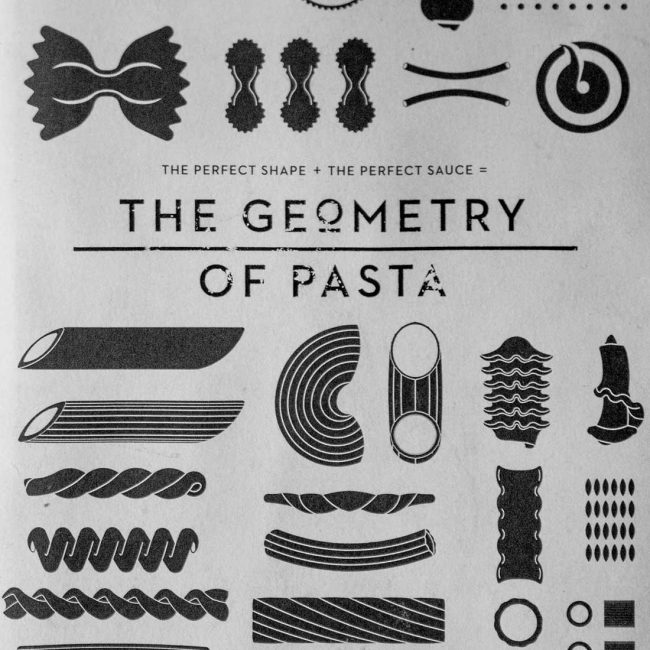 THE PERFECT SHAPE + THE PERFECT SAUCE =
THE GEOMETRY
OF PASTA